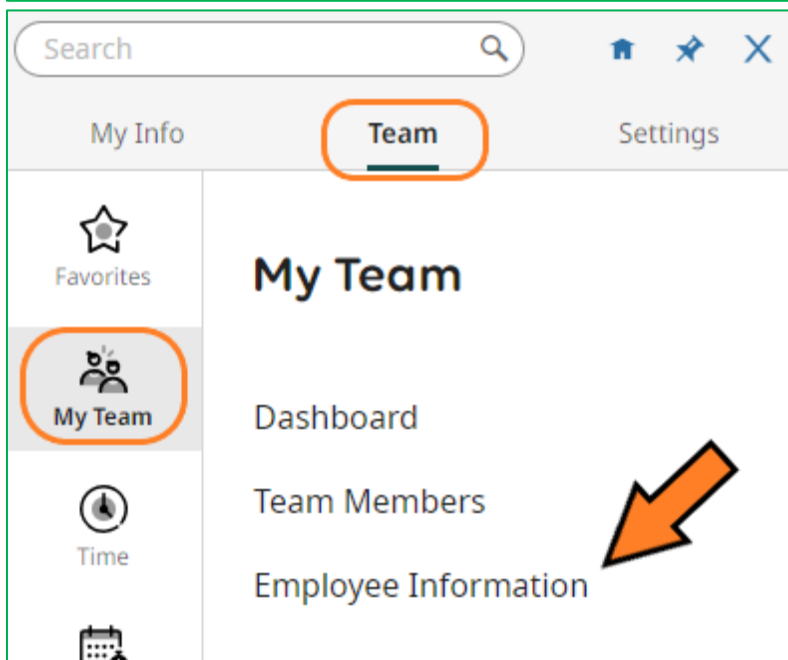 Search
My Info
Team
Settings
Favorites
My Team
My Team
Dashboard
Time
Team Members
Employee Information